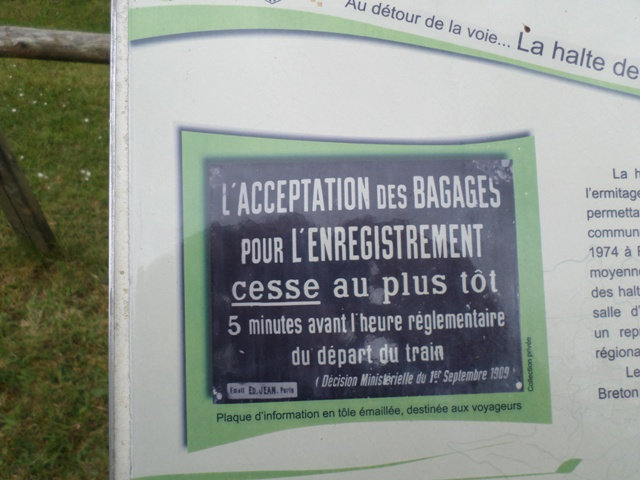 Au détour de la voie... La halte de
L'ACCEPTATION DES BAGAGES
POUR L'ENREGISTREMENT
cesse au plus tôt
5 minutes avant l'heure réglementaire
du départ du train
( Décision Ministérielle du 1er Septembre 1909
Email ED. JEAN. Paris
Collection privée
Plaque d'information en tôle émaillée, destinée aux voyageurs
La
l'ermitag
permetta
commun
1974 à
moyenne
des halt
salle d'
un rep
régiona
Le
Breton